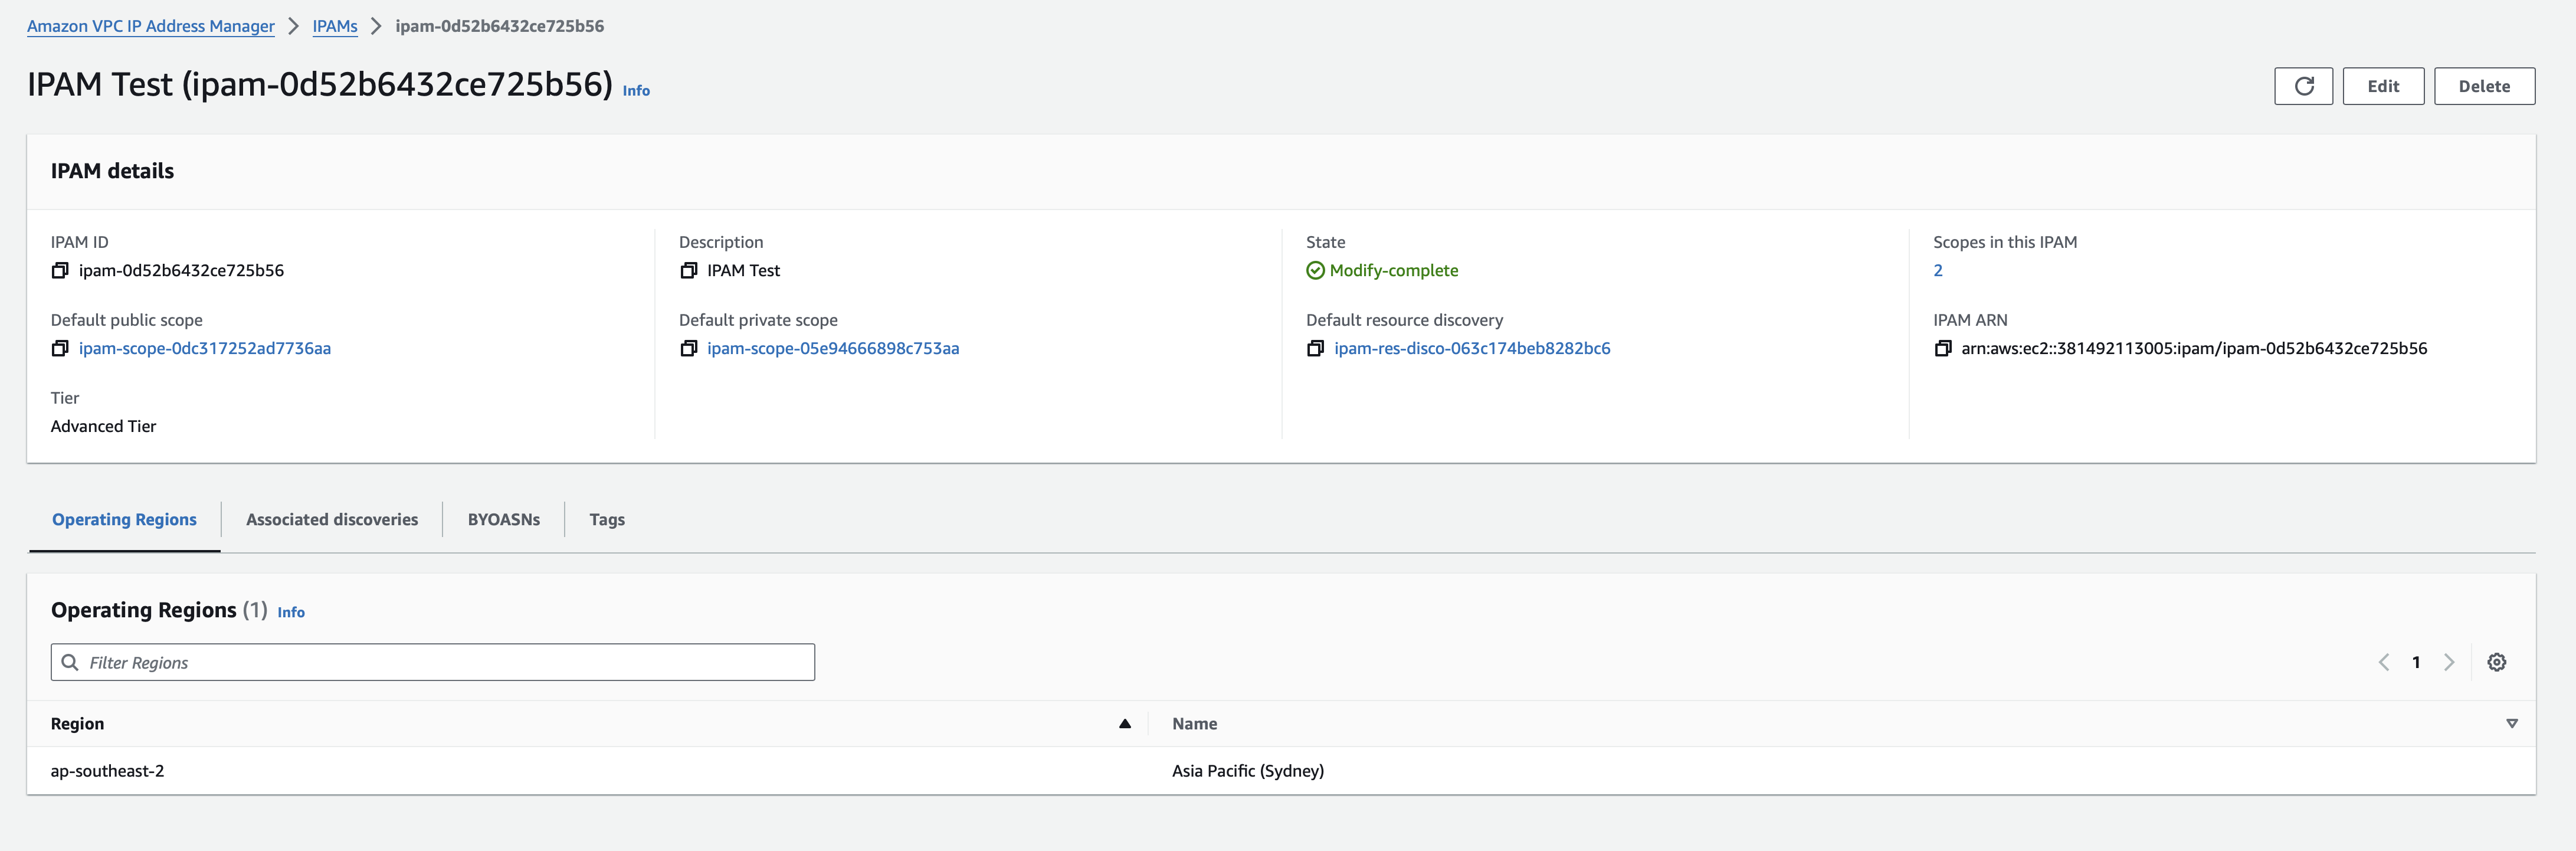 Amazon VPC IP Address Manager > IPAMs > ipam-0d52b6432ce725b56
IPAM Test (ipam-0d52b6432ce725b56) Info
Edit
Delete
IPAM details
IPAM ID
ipam-0d52b6432ce725b56
Description
IPAM Test
State
Modify-complete
Scopes in this IPAM
2
Default public scope
ipam-scope-0dc317252ad7736aa
Default private scope
ipam-scope-05e94666898c753aa
Default resource discovery
ipam-res-disco-063c174beb8282bc6
IPAM ARN
arn:aws:ec2::381492113005:ipam/ipam-0d52b6432ce725b56
Tier
Advanced Tier
Operating Regions
Associated discoveries
BYOASNs
Tags
Operating Regions (1) Info
Filter Regions
1
Region
Name
ap-southeast-2
Asia Pacific (Sydney)